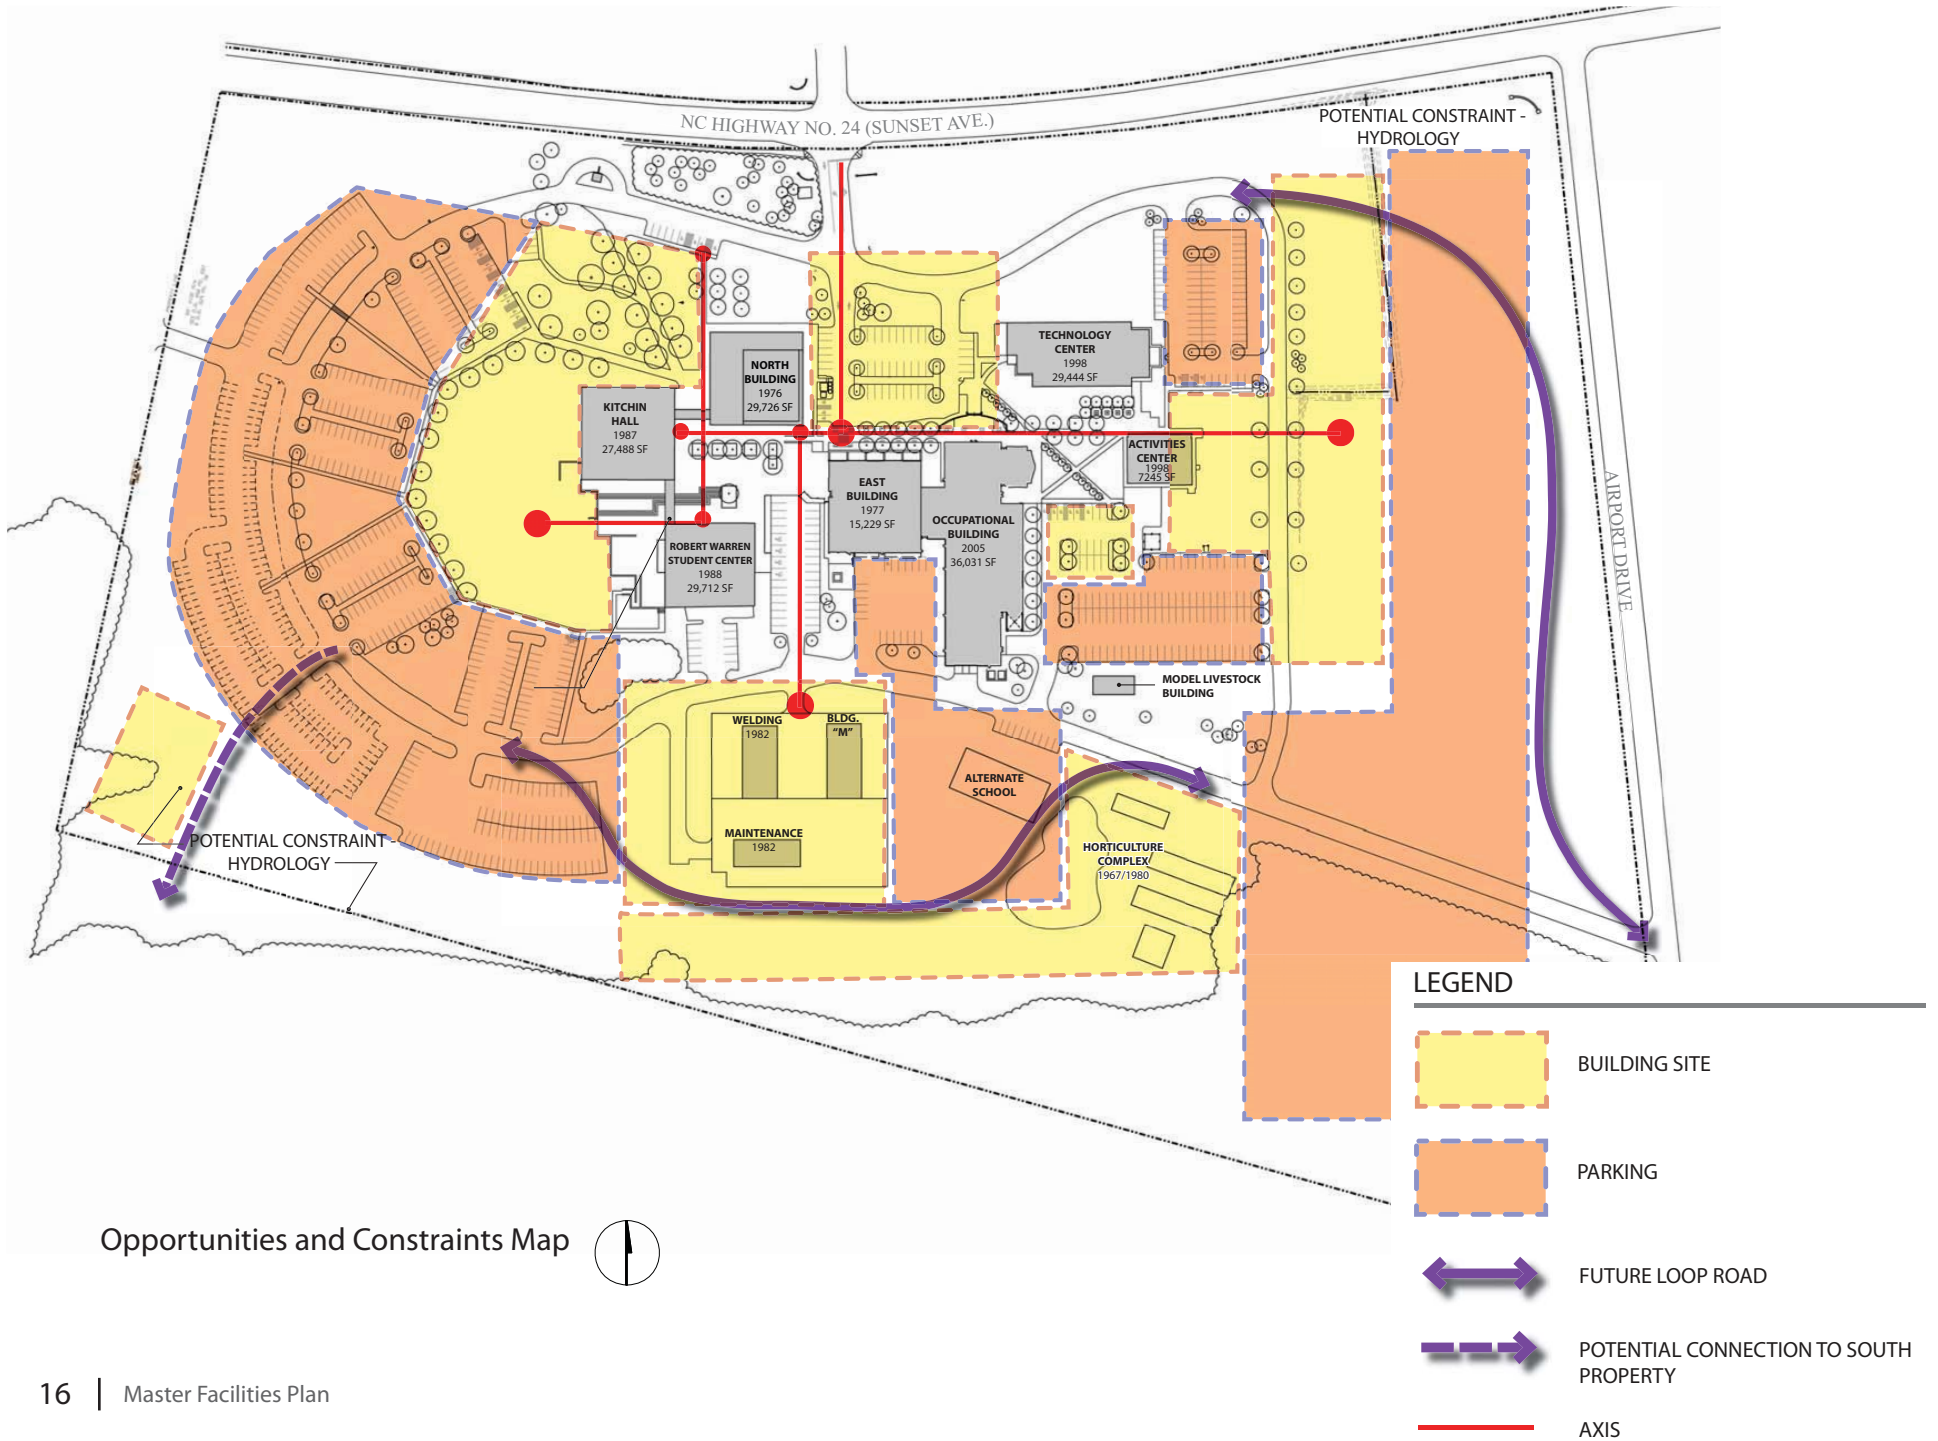 NC HIGHWAY NO. 24 (SUNSET AVE.)
POTENTIAL CONSTRAINT -
HYDROLOGY
TECHNOLOGY
CENTER
1998
29,444 SF
NORTH
BUILDING
1976
29,726 SF
KITCHIN
HALL
1987
27,488 SF
ACTIVITIES
CENTER
1998
7245 SF
EAST
BUILDING
1977
15,229 SF
OCCUPATIONAL
BUILDING
2005
36,031 SF
AIRPORT DRIVE
ROBERT WARREN
STUDENT CENTER
1988
29,712 SF
MODEL LIVESTOCK
BUILDING
WELDING
1982
BLDG.
"M"
ALTERNATE
SCHOOL
MAINTENANCE
1982
HORTICULTURE
COMPLEX
1967/1980
POTENTIAL CONSTRAINT -
HYDROLOGY
LEGEND
BUILDING SITE
PARKING
FUTURE LOOP ROAD
POTENTIAL CONNECTION TO SOUTH
PROPERTY
AXIS
Opportunities and Constraints Map
16 | Master Facilities Plan